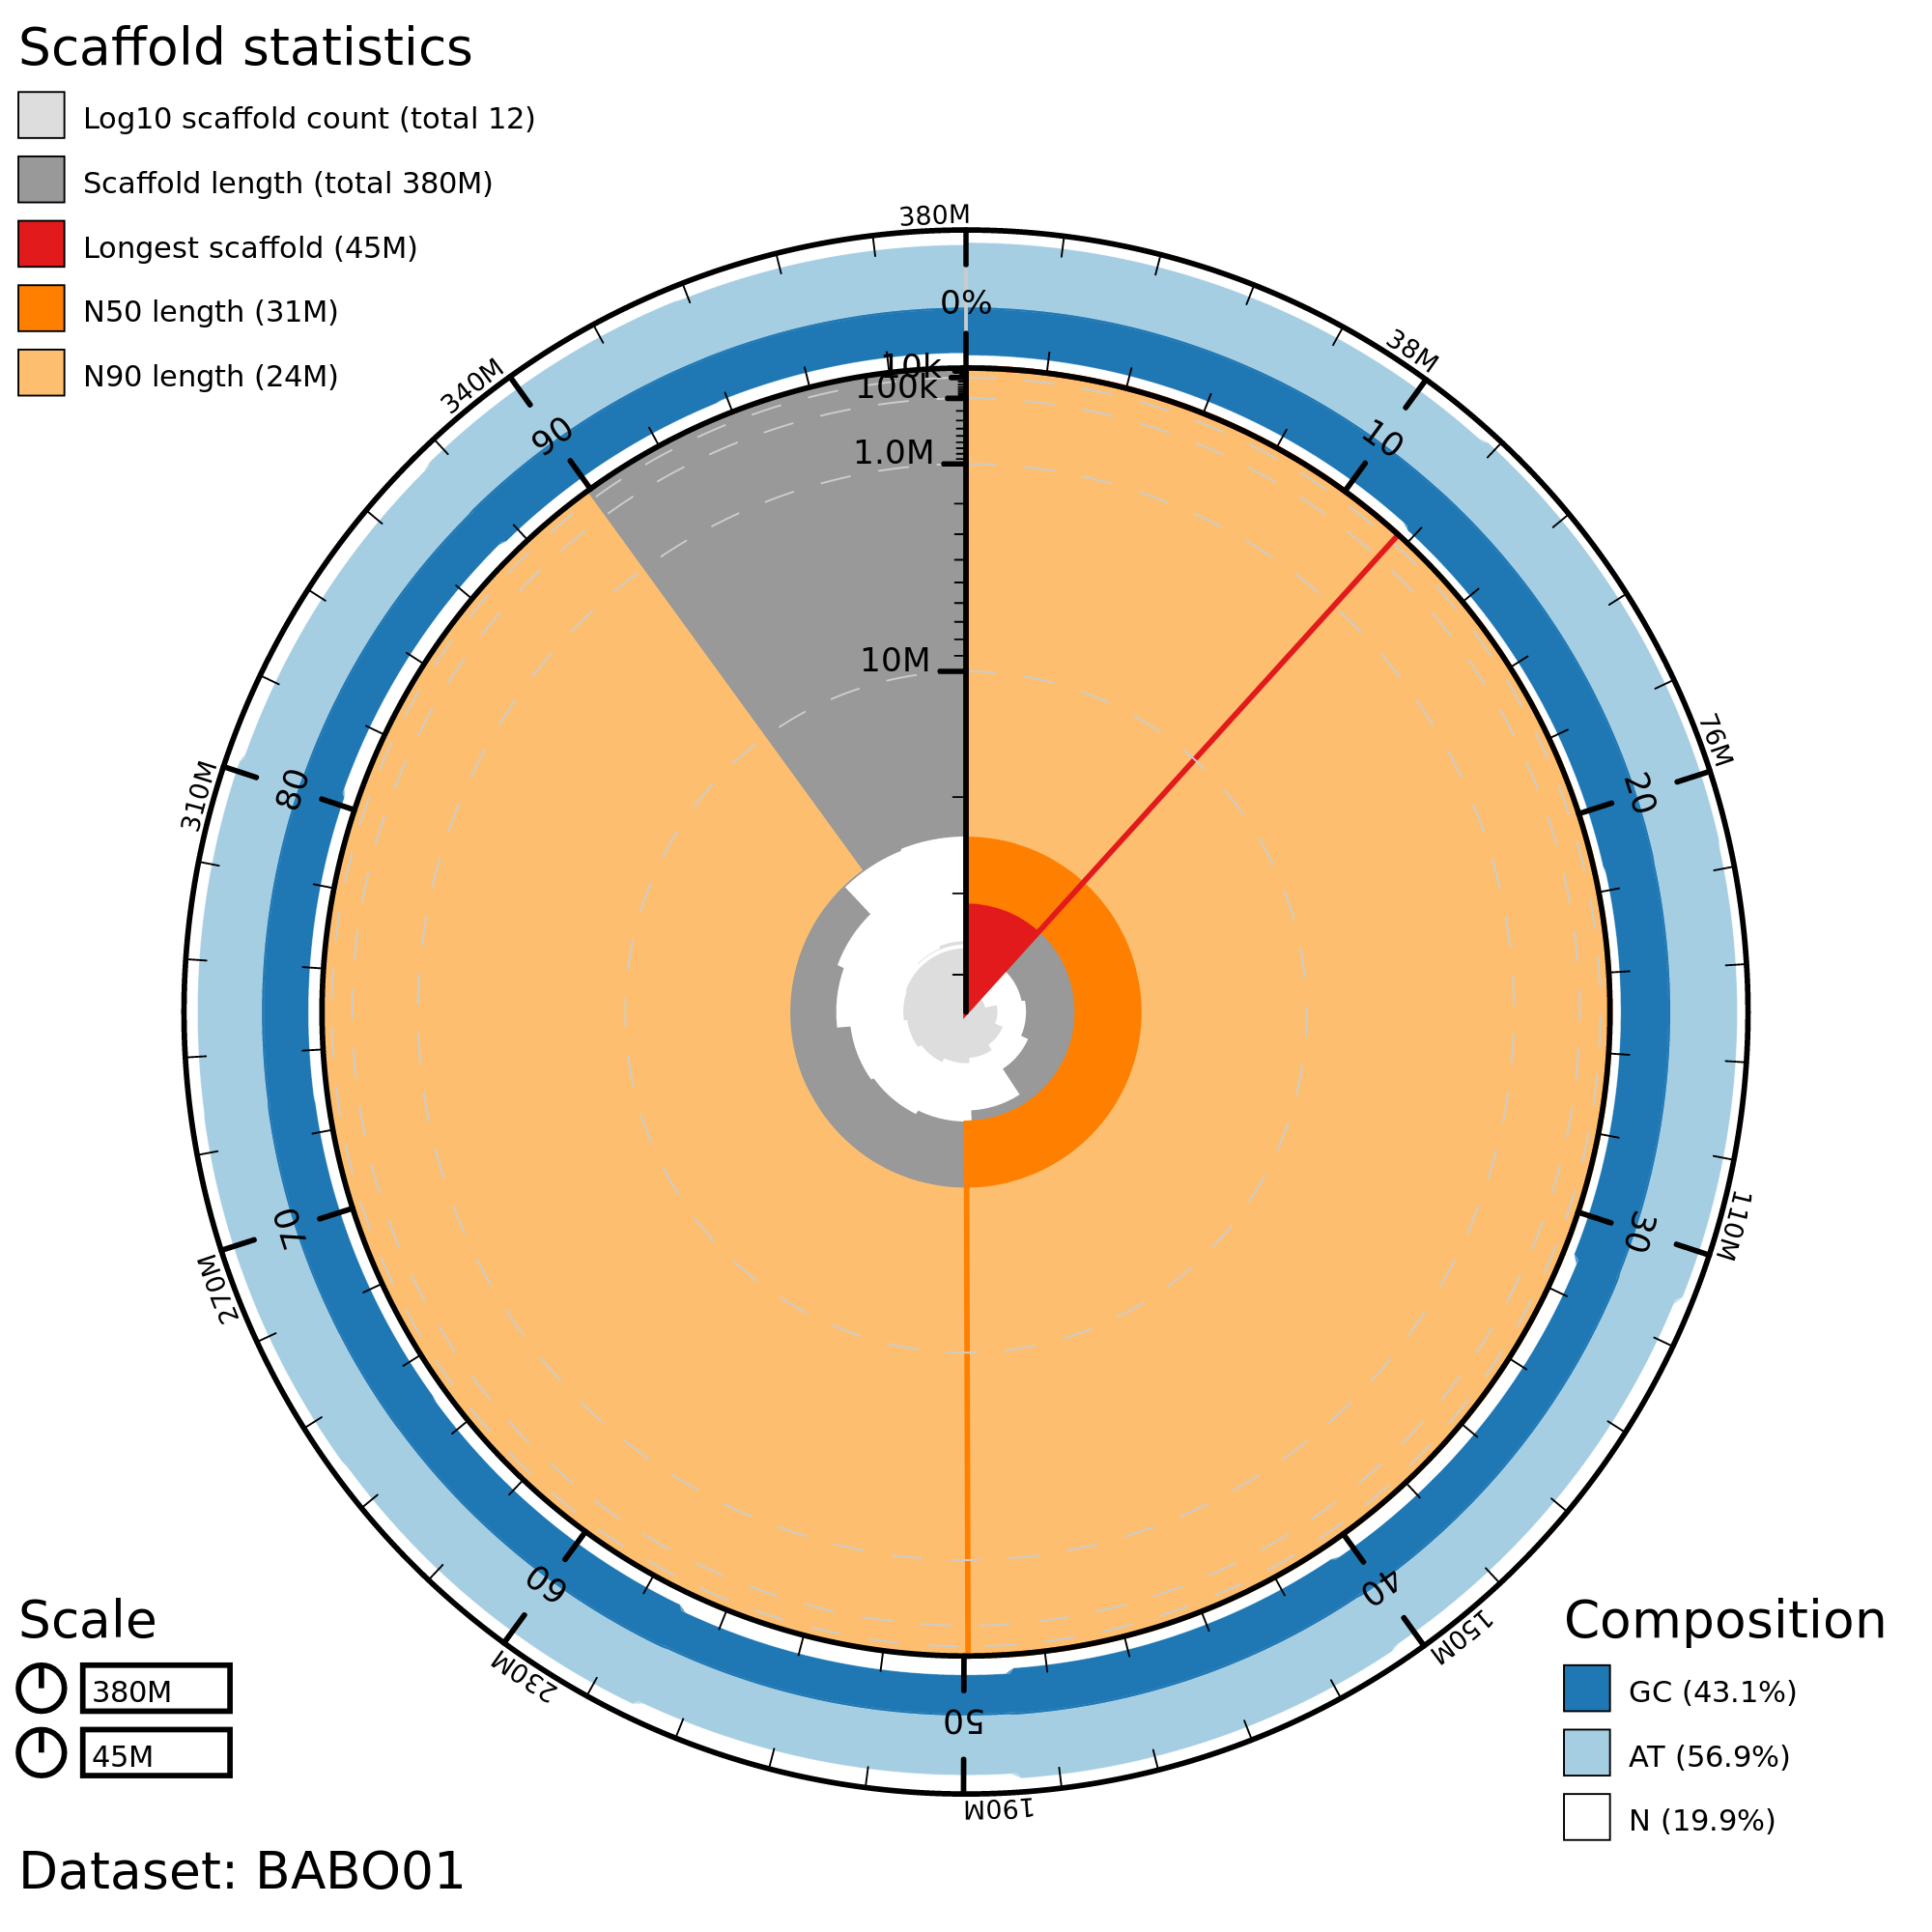 Scaffold statistics
Log10 scaffold count (total 12)
Scaffold length (total 380M)
Longest scaffold (45M)
N50 length (31M)
N90 length (24M)
380M
38M
76M
110M
150M
190M
230M
270M
310M
340M
0%
10
20
30
40
50
60
70
80
90
10k
100k
1.0M
10M
Scale
380M
45M
Composition
GC (43.1%)
AT (56.9%)
N (19.9%)
Dataset: BABO01